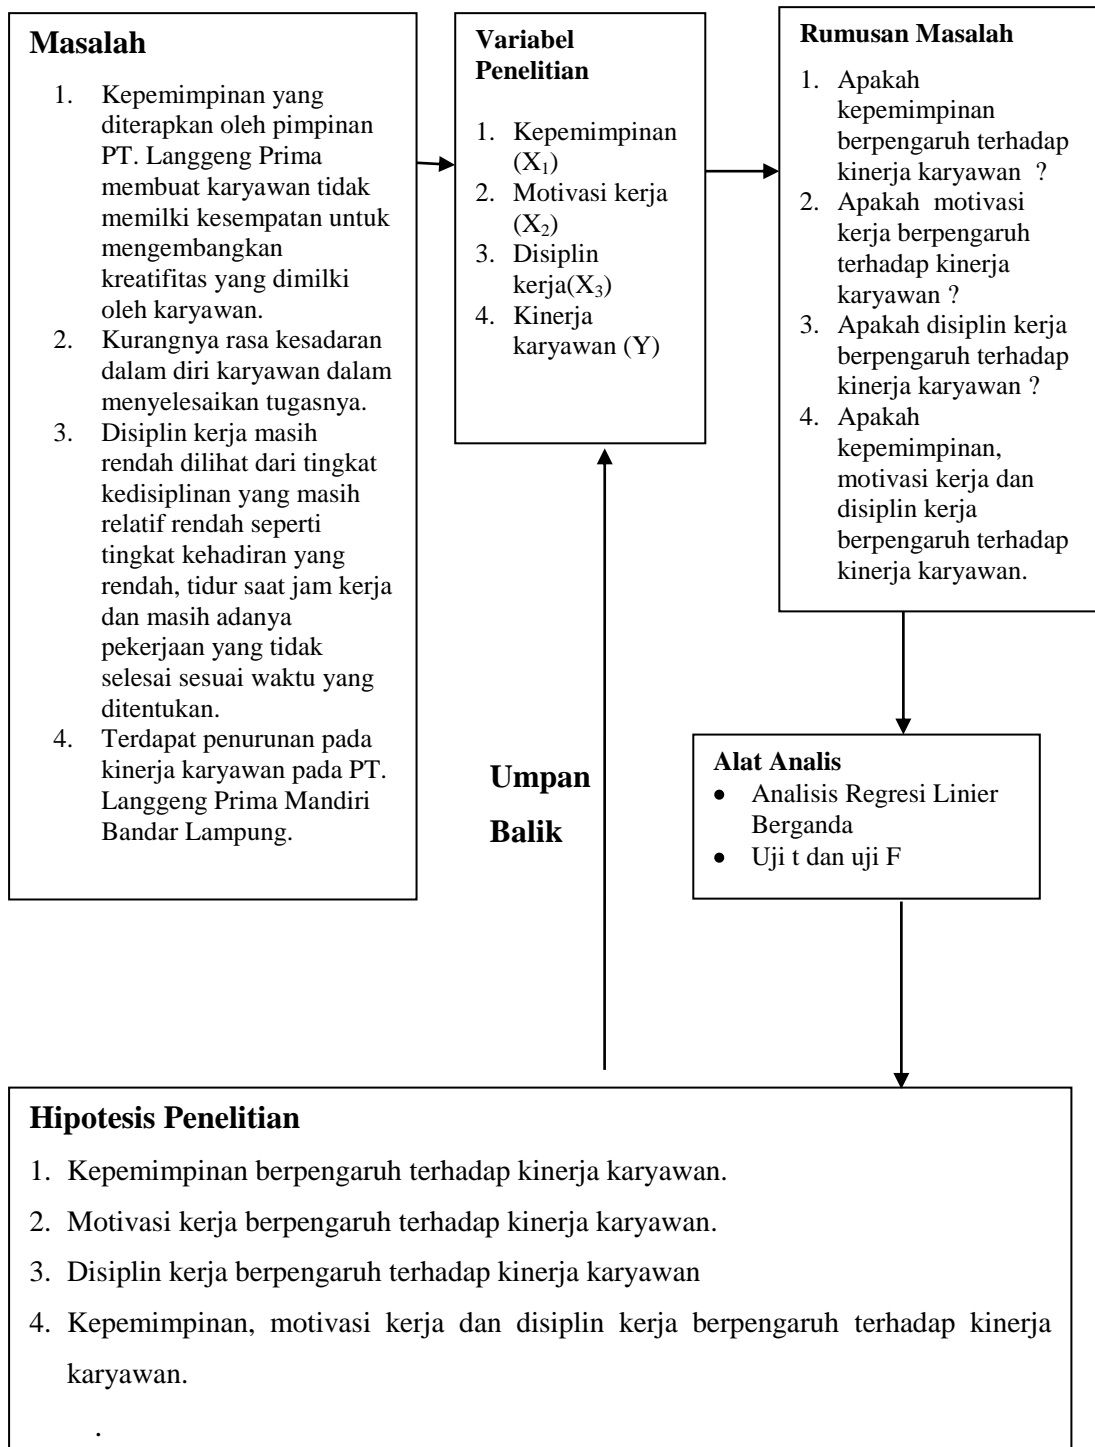 Masalah
1. Kepemimpinan yang
diterapkan oleh pimpinan
PT. Langgeng Prima
membuat karyawan tidak
memilki kesempatan untuk
mengembangkan
kreatifitas yang dimilki
oleh karyawan.
2. Kurangnya rasa kesadaran
dalam diri karyawan dalam
menyelesaikan tugasnya.
3. Disiplin kerja masih
rendah dilihat dari tingkat
kedisiplinan yang masih
relatif rendah seperti
tingkat kehadiran yang
rendah, tidur saat jam kerja
dan masih adanya
pekerjaan yang tidak
selesai sesuai waktu yang
ditentukan.
4. Terdapat penurunan pada
kinerja karyawan pada PT.
Langgeng Prima Mandiri
Bandar Lampung.
Variabel
Penelitian
1. Kepemimpinan
(X₁)
2. Motivasi kerja
(X₂)
3. Disiplin
kerja(X₃)
4. Kinerja
karyawan (Y)
Rumusan Masalah
1. Apakah
kepemimpinan
berpengaruh terhadap
kinerja karyawan ?
2. Apakah motivasi
kerja berpengaruh
terhadap kinerja
karyawan ?
3. Apakah disiplin kerja
berpengaruh terhadap
kinerja karyawan ?
4. Apakah
kepemimpinan,
motivasi kerja dan
disiplin kerja
berpengaruh terhadap
kinerja karyawan.
Umpan
Balik
Alat Analis
• Analisis Regresi Linier
Berganda
• Uji t dan uji F
Hipotesis Penelitian
1. Kepemimpinan berpengaruh terhadap kinerja karyawan.
2. Motivasi kerja berpengaruh terhadap kinerja karyawan.
3. Disiplin kerja berpengaruh terhadap kinerja karyawan
4. Kepemimpinan, motivasi kerja dan disiplin kerja berpengaruh terhadap kinerja
karyawan.
.